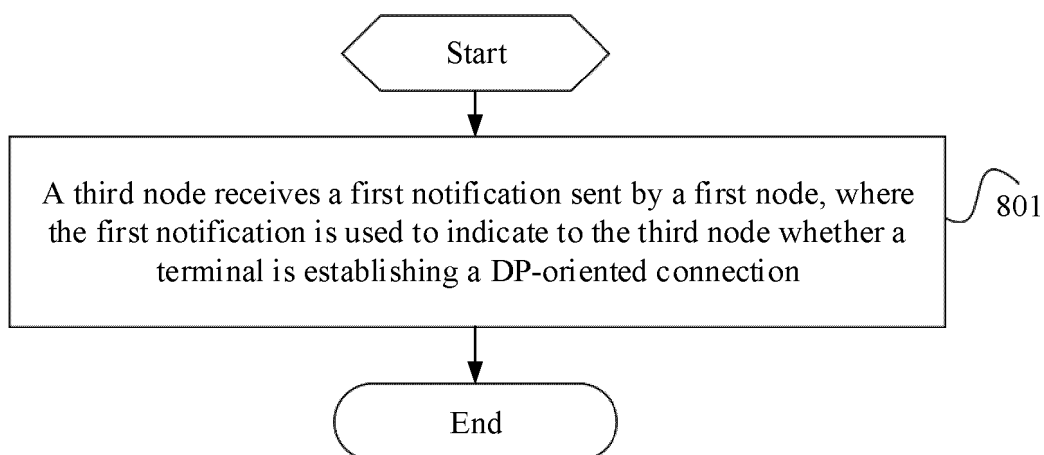 Start
A third node receives a first notification sent by a first node, where
the first notification is used to indicate to the third node whether a
terminal is establishing a DP-oriented connection
801
End